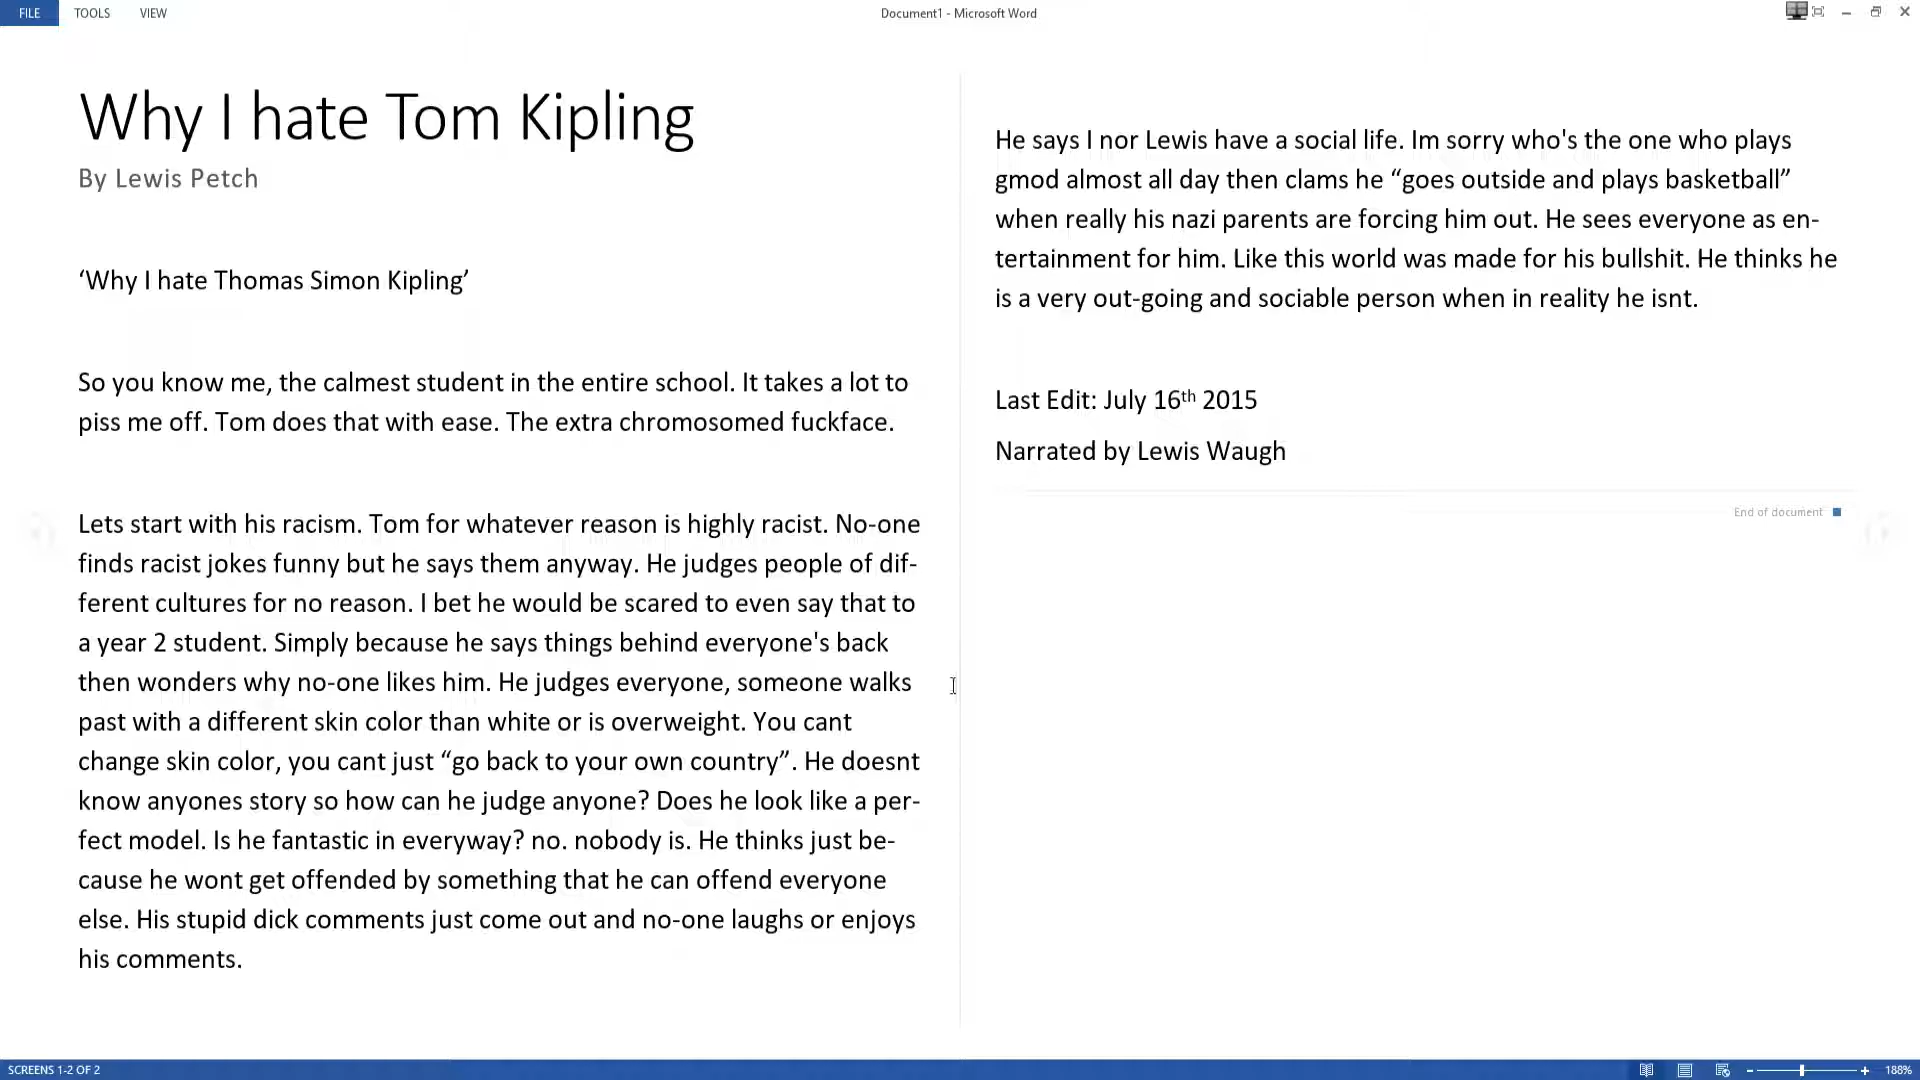 FILE TOOLS VIEW Document1 - Microsoft Word
Why I hate Tom Kipling
By Lewis Petch
‘Why I hate Thomas Simon Kipling’
So you know me, the calmest student in the entire school. It takes a lot to
piss me off. Tom does that with ease. The extra chromosomed fuckface.
Lets start with his racism. Tom for whatever reason is highly racist. No-one
finds racist jokes funny but he says them anyway. He judges people of dif-
ferent cultures for no reason. I bet he would be scared to even say that to
a year 2 student. Simply because he says things behind everyone's back
then wonders why no-one likes him. He judges everyone, someone walks
past with a different skin color than white or is overweight. You cant
change skin color, you cant just “go back to your own country”. He doesnt
know anyones story so how can he judge anyone? Does he look like a per-
fect model. Is he fantastic in everyway? no. nobody is. He thinks just be-
cause he wont get offended by something that he can offend everyone
else. His stupid dick comments just come out and no-one laughs or enjoys
his comments.
He says I nor Lewis have a social life. Im sorry who's the one who plays
gmod almost all day then clams he “goes outside and plays basketball”
when really his nazi parents are forcing him out. He sees everyone as en-
tertainment for him. Like this world was made for his bullshit. He thinks he
is a very out-going and sociable person when in reality he isnt.
Last Edit: July 16th 2015
Narrated by Lewis Waugh
End of document
SCREENS 1-2 OF 2 188%